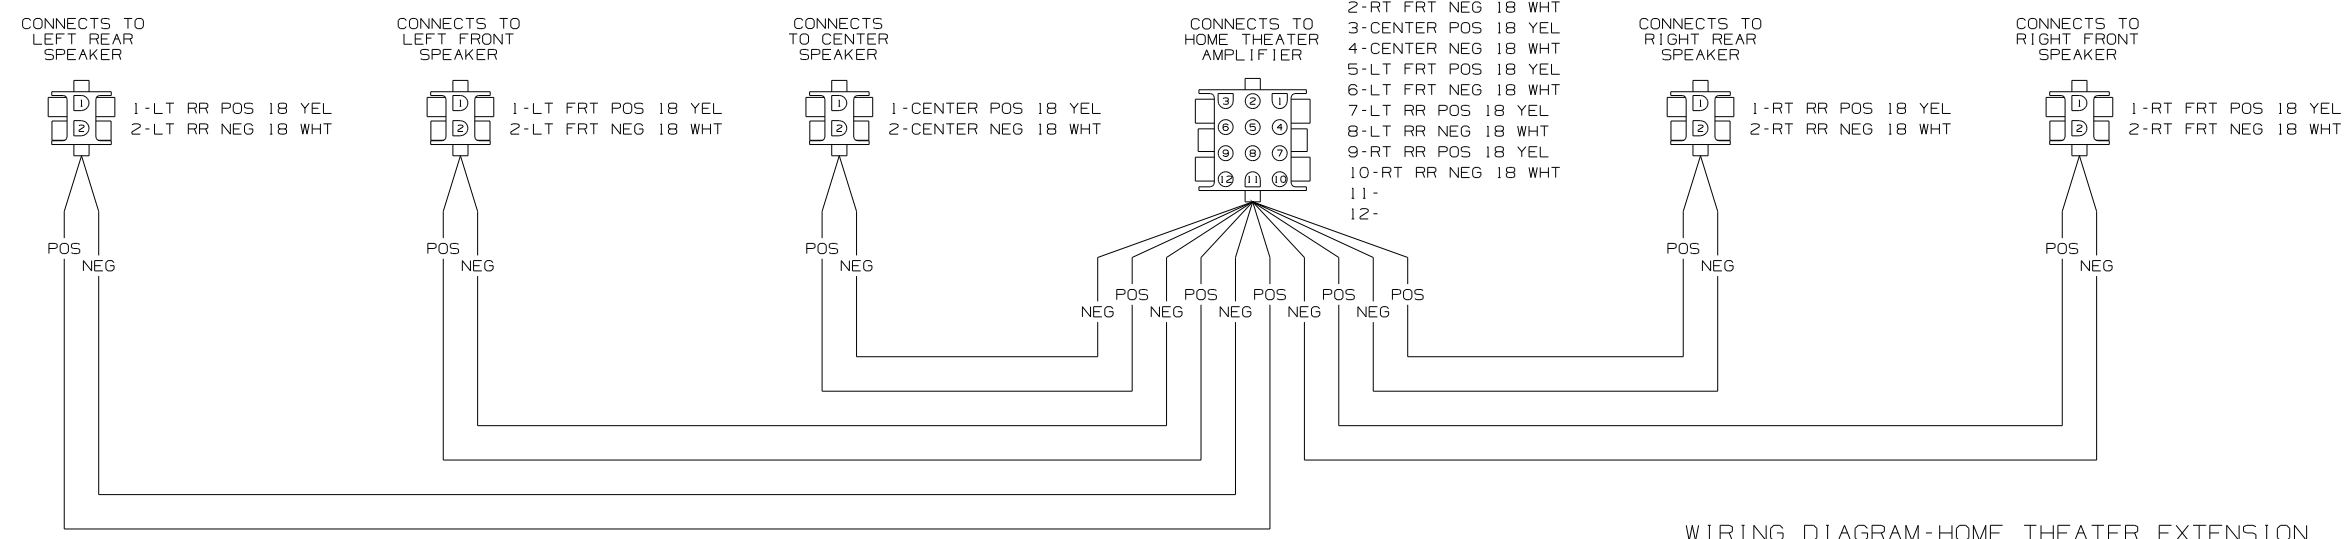 CONNECTS TO
LEFT REAR
SPEAKER
1
2
1-LT RR POS 18 YEL
2-LT RR NEG 18 WHT
POS
NEG
CONNECTS TO
LEFT FRONT
SPEAKER
1
2
1-LT FRT POS 18 YEL
2-LT FRT NEG 18 WHT
POS
NEG
CONNECTS
TO CENTER
SPEAKER
1
2
1-CENTER POS 18 YEL
2-CENTER NEG 18 WHT
POS
NEG
CONNECTS TO
HOME THEATER
AMPLIFIER
3 2 1
6 5 4
9 8 7
12 11 10
2-RT FRT NEG 18 WHT
3-CENTER POS 18 YEL
4-CENTER NEG 18 WHT
5-LT FRT POS 18 YEL
6-LT FRT NEG 18 WHT
7-LT RR POS 18 YEL
8-LT RR NEG 18 WHT
9-RT RR POS 18 YEL
10-RT RR NEG 18 WHT
11-
12-
POS POS POS POS POS
NEG NEG NEG NEG NEG
CONNECTS TO
RIGHT REAR
SPEAKER
1
2
1-RT RR POS 18 YEL
2-RT RR NEG 18 WHT
POS
NEG
CONNECTS TO
RIGHT FRONT
SPEAKER
1
2
1-RT FRT POS 18 YEL
2-RT FRT NEG 18 WHT
POS
NEG
WIRING DIAGRAM-HOME THEATER EXTENSION